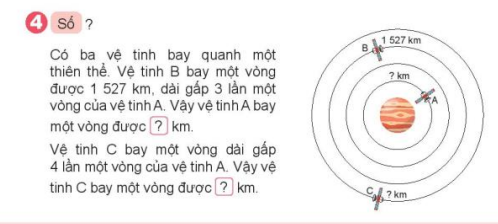 4 Số ?
Có ba vệ tinh bay quanh một
thiên thể. Vệ tinh B bay một vòng
được 1 527 km, dài gấp 3 lần một
vòng của vệ tinh A. Vậy vệ tinh A bay
một vòng được ? km.
Vệ tinh C bay một vòng dài gấp
4 lần một vòng của vệ tinh A. Vậy vệ
tinh C bay một vòng được ? km.
1 527 km
B
? km
A
C
? km